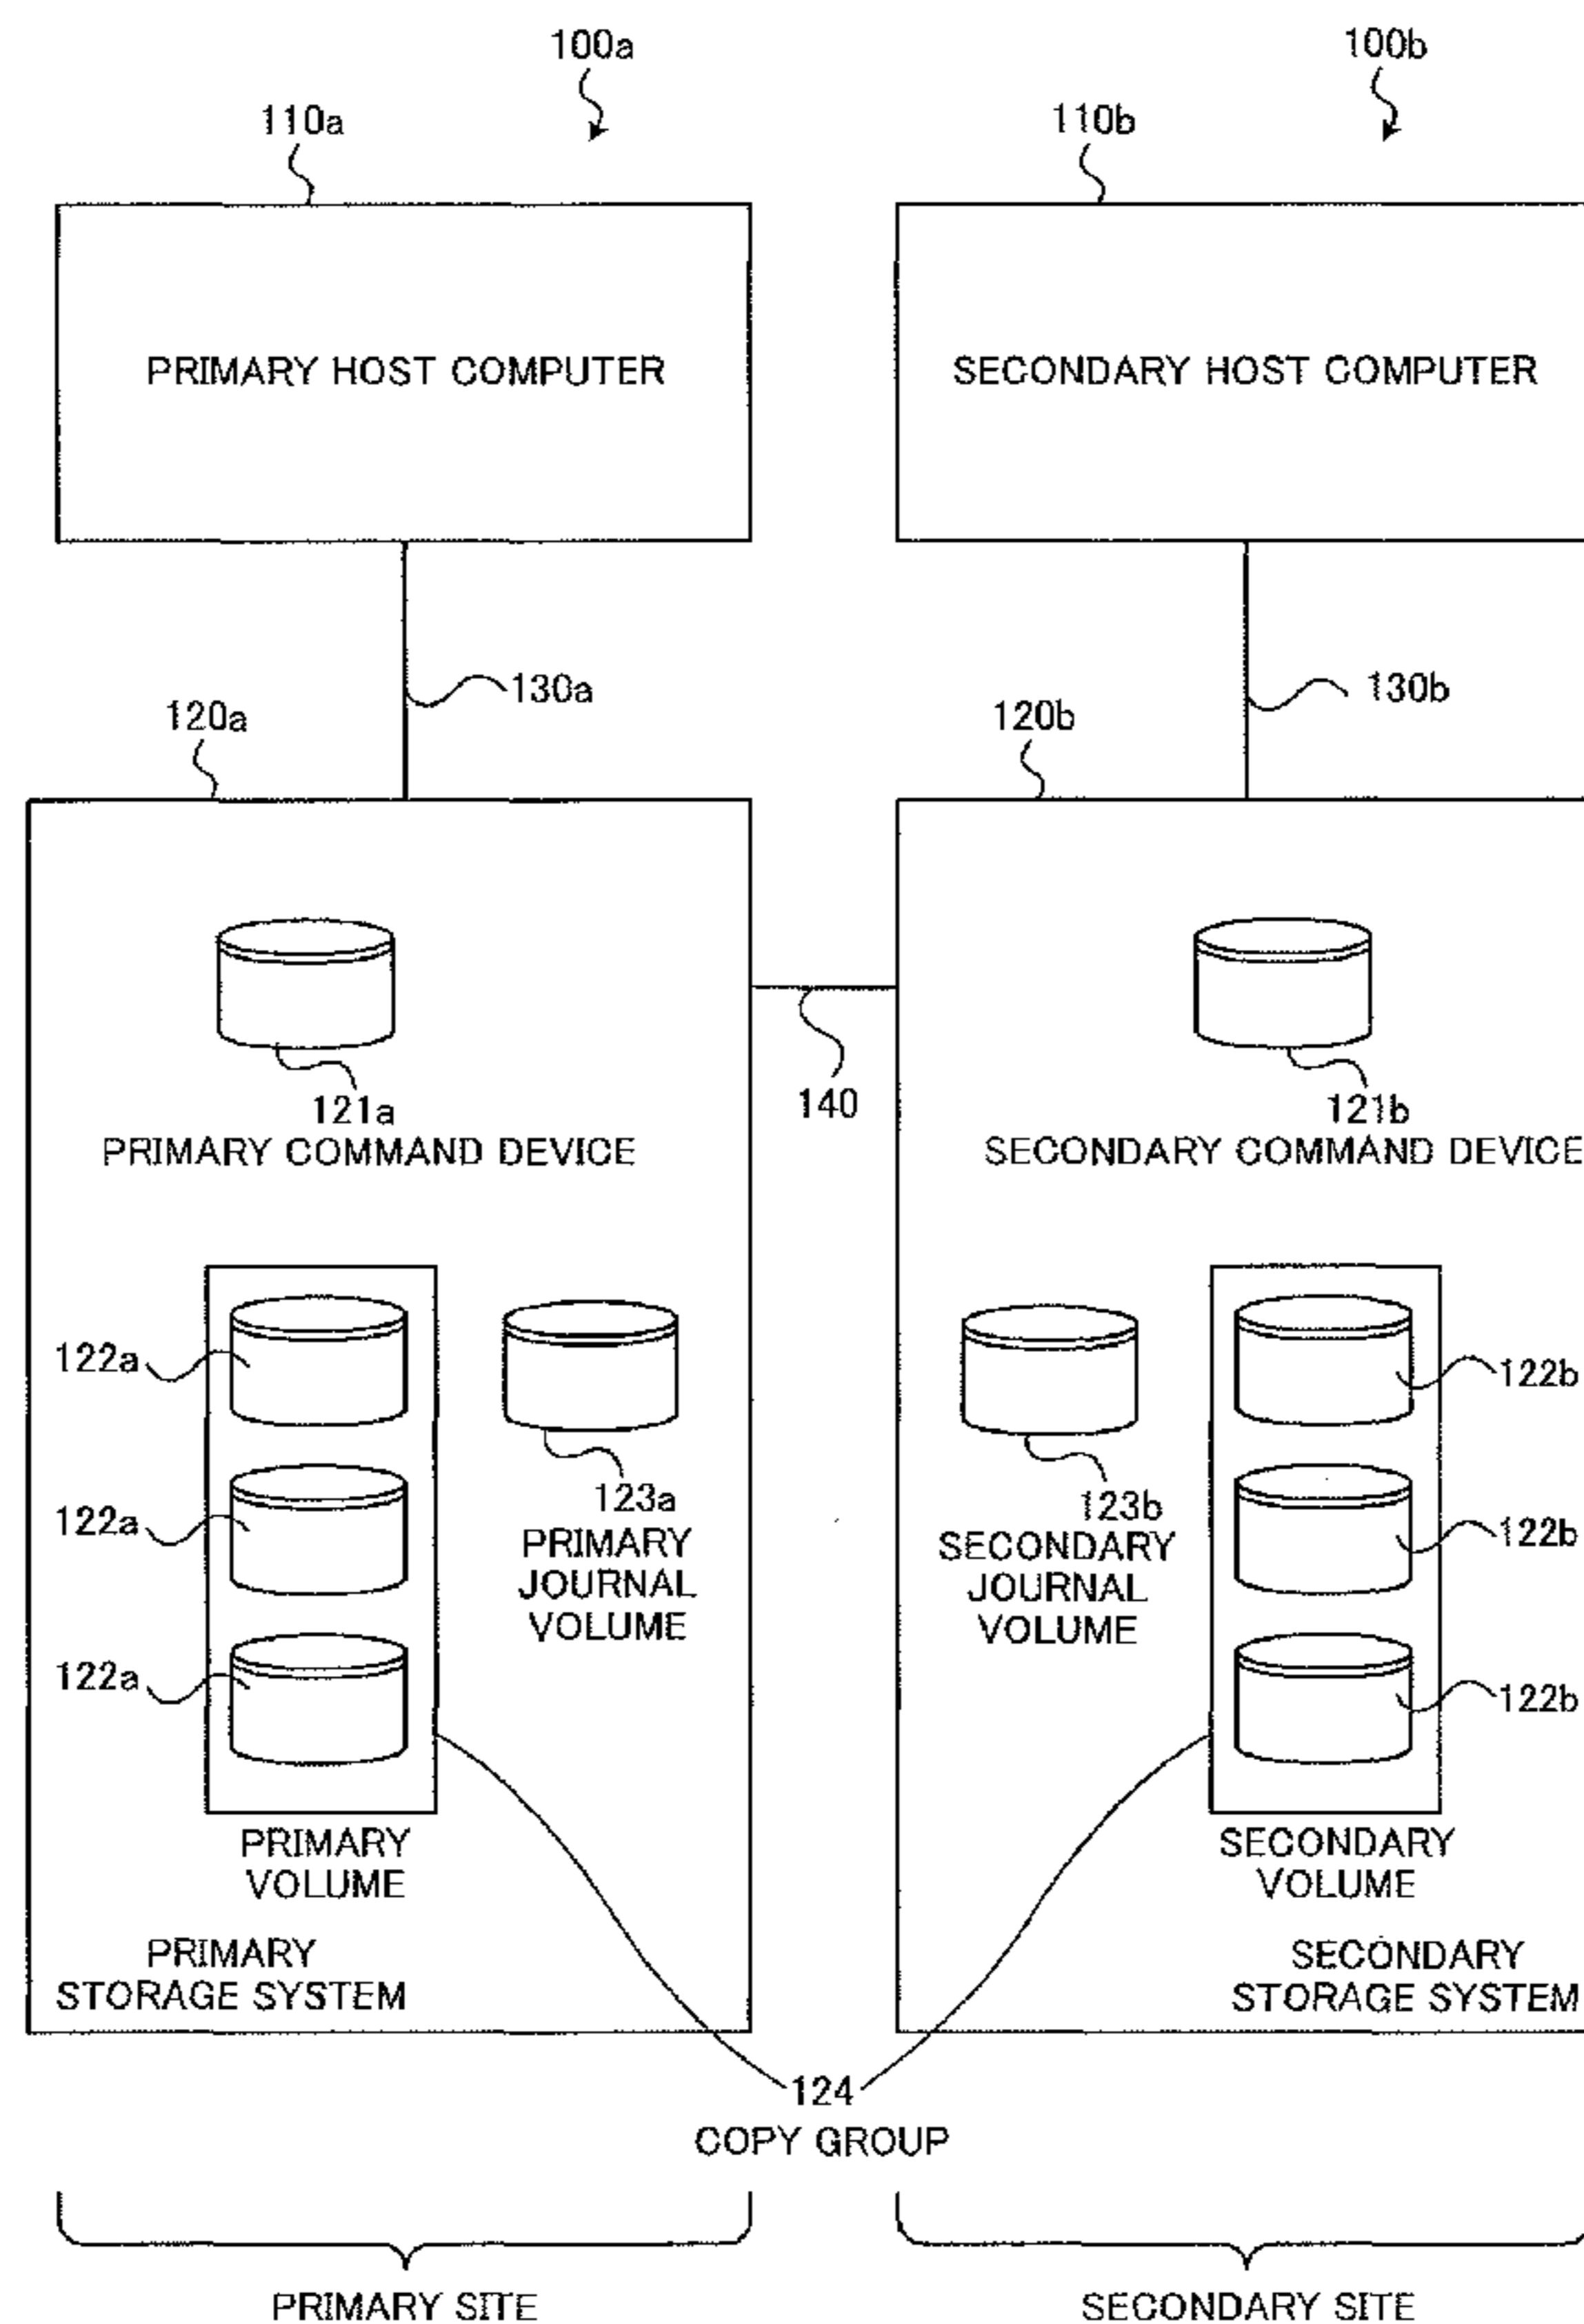 100a
100b
110a
110b
PRIMARY HOST COMPUTER
SECONDARY HOST COMPUTER
130a
130b
120a
120b
121a
PRIMARY COMMAND DEVICE
140
121b
SECONDARY COMMAND DEVICE
122a
122a
122a
123a
PRIMARY
JOURNAL
VOLUME
123b
SECONDARY
JOURNAL
VOLUME
122b
122b
122b
PRIMARY
VOLUME
SECONDARY
VOLUME
PRIMARY
STORAGE SYSTEM
SECONDARY
STORAGE SYSTEM
124
COPY GROUP
PRIMARY SITE
SECONDARY SITE